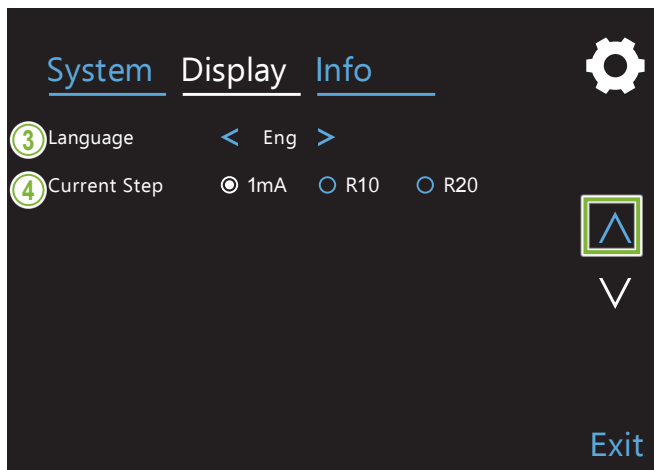 System Display Info
3 Language < Eng >
4 Current Step 1mA R10 R20
Exit